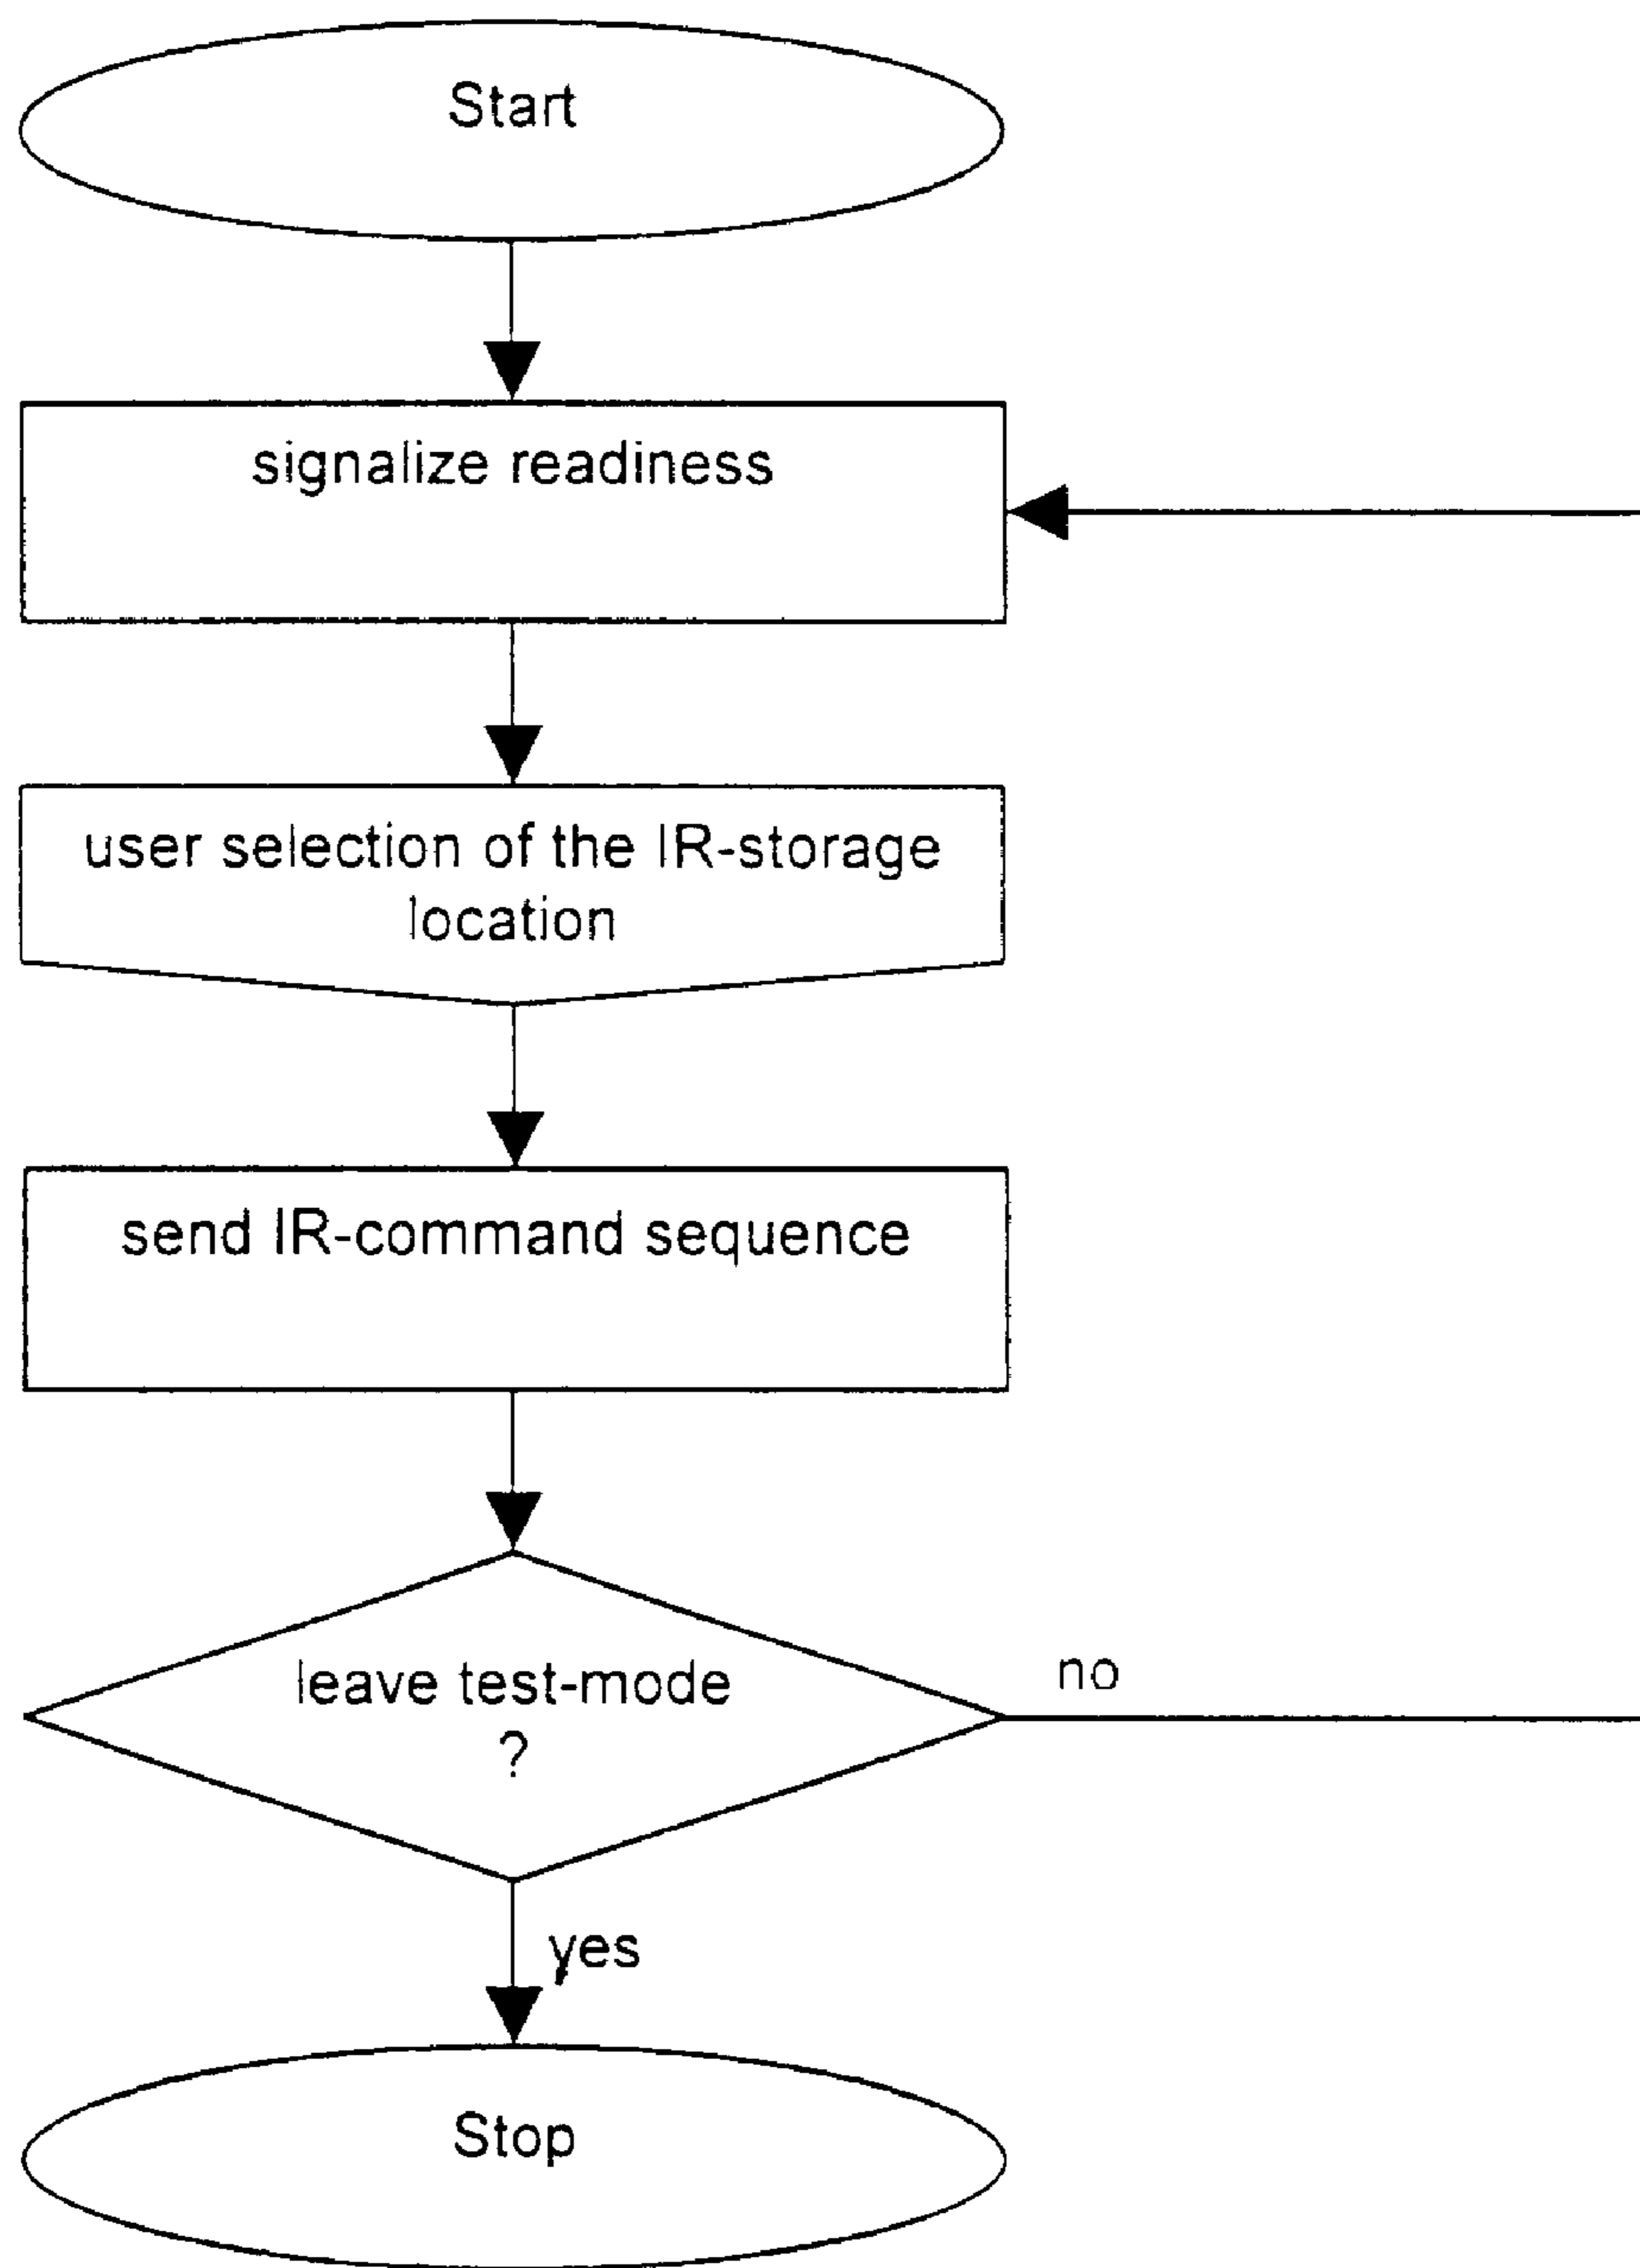 Start
signalize readiness
user selection of the IR-storage
location
send IR-command sequence
leave test-mode
?
no
yes
Stop